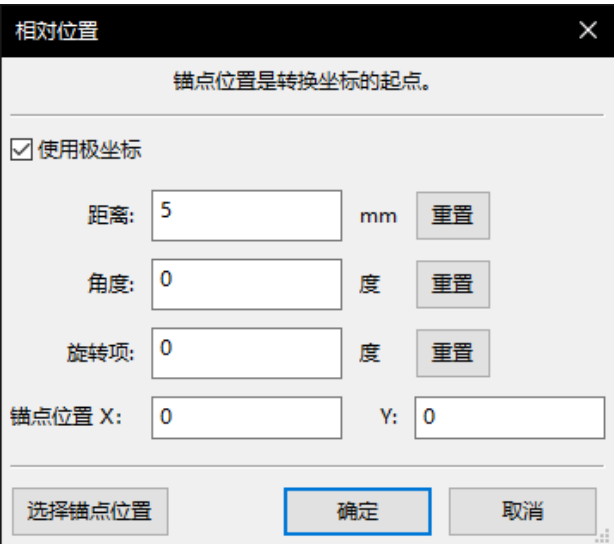 相对位置
锚点位置是转换坐标的起点。
使用极坐标
距离: 5 mm 重置
角度: 0 度 重置
旋转项: 0 度 重置
锚点位置 X: 0 Y: 0
选择锚点位置 确定 取消